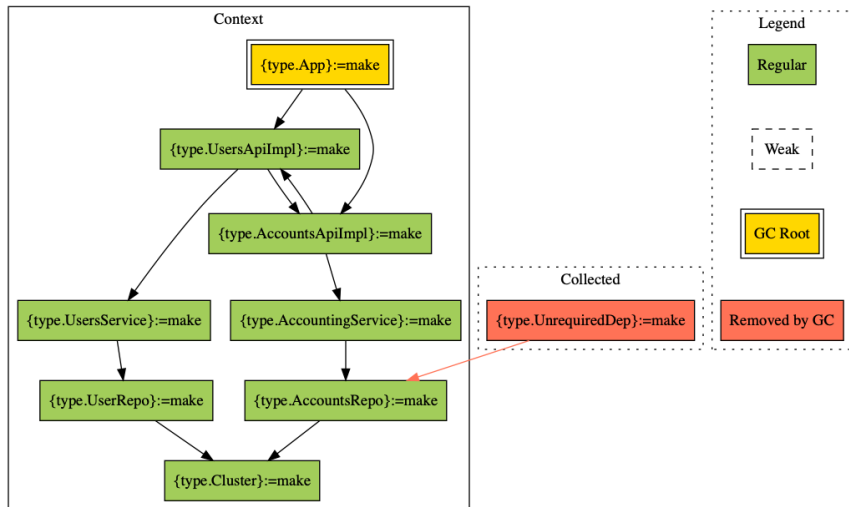 Context
{type.App}:=make
{type.UsersApiImpl}:=make
{type.AccountsApiImpl}:=make
{type.UsersService}:=make
{type.AccountingService}:=make
{type.UserRepo}:=make
{type.AccountsRepo}:=make
{type.Cluster}:=make
Collected
{type.UnrequiredDep}:=make
Legend
Regular
Weak
GC Root
Removed by GC